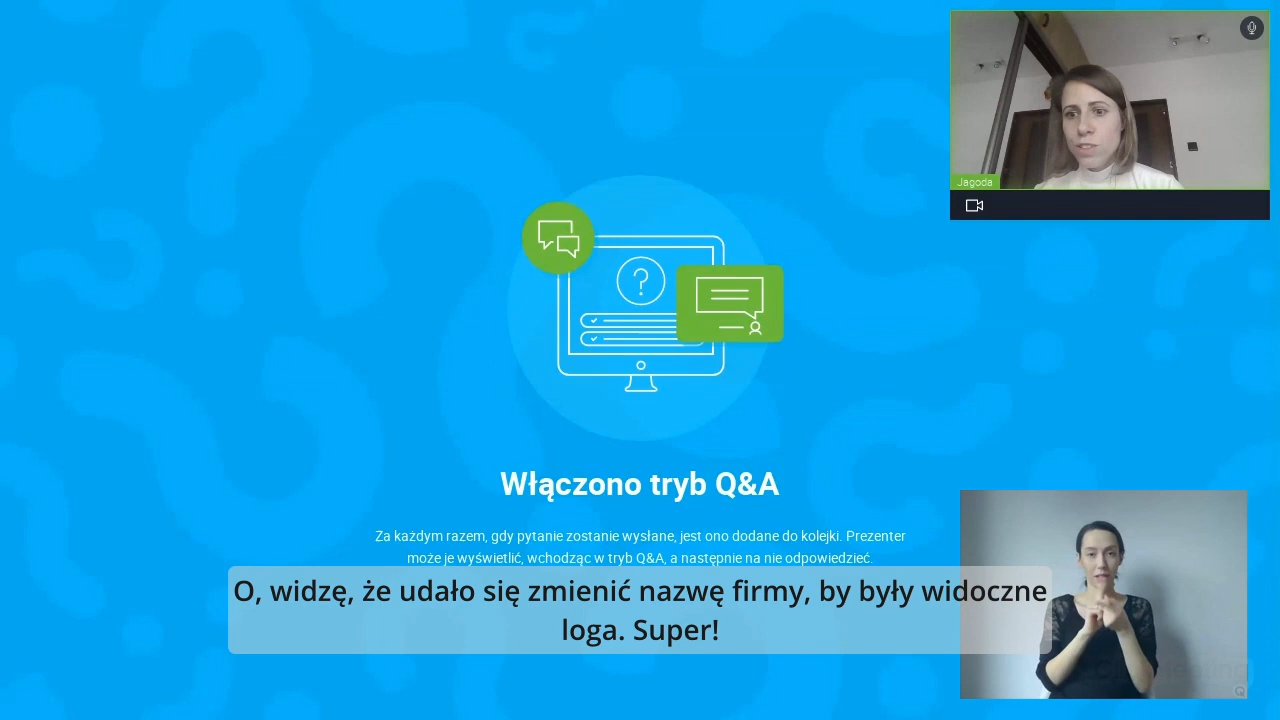 Jagoda
Włączono tryb Q&A
Za każdym razem, gdy pytanie zostanie wysłane, jest ono dodane do kolejki. Prezenter
może je wyświetlić, wchodząc w tryb Q&A, a następnie na nie odpowiedzieć.
O, widzę, że udało się zmienić nazwę firmy, by były widoczne
loga. Super!